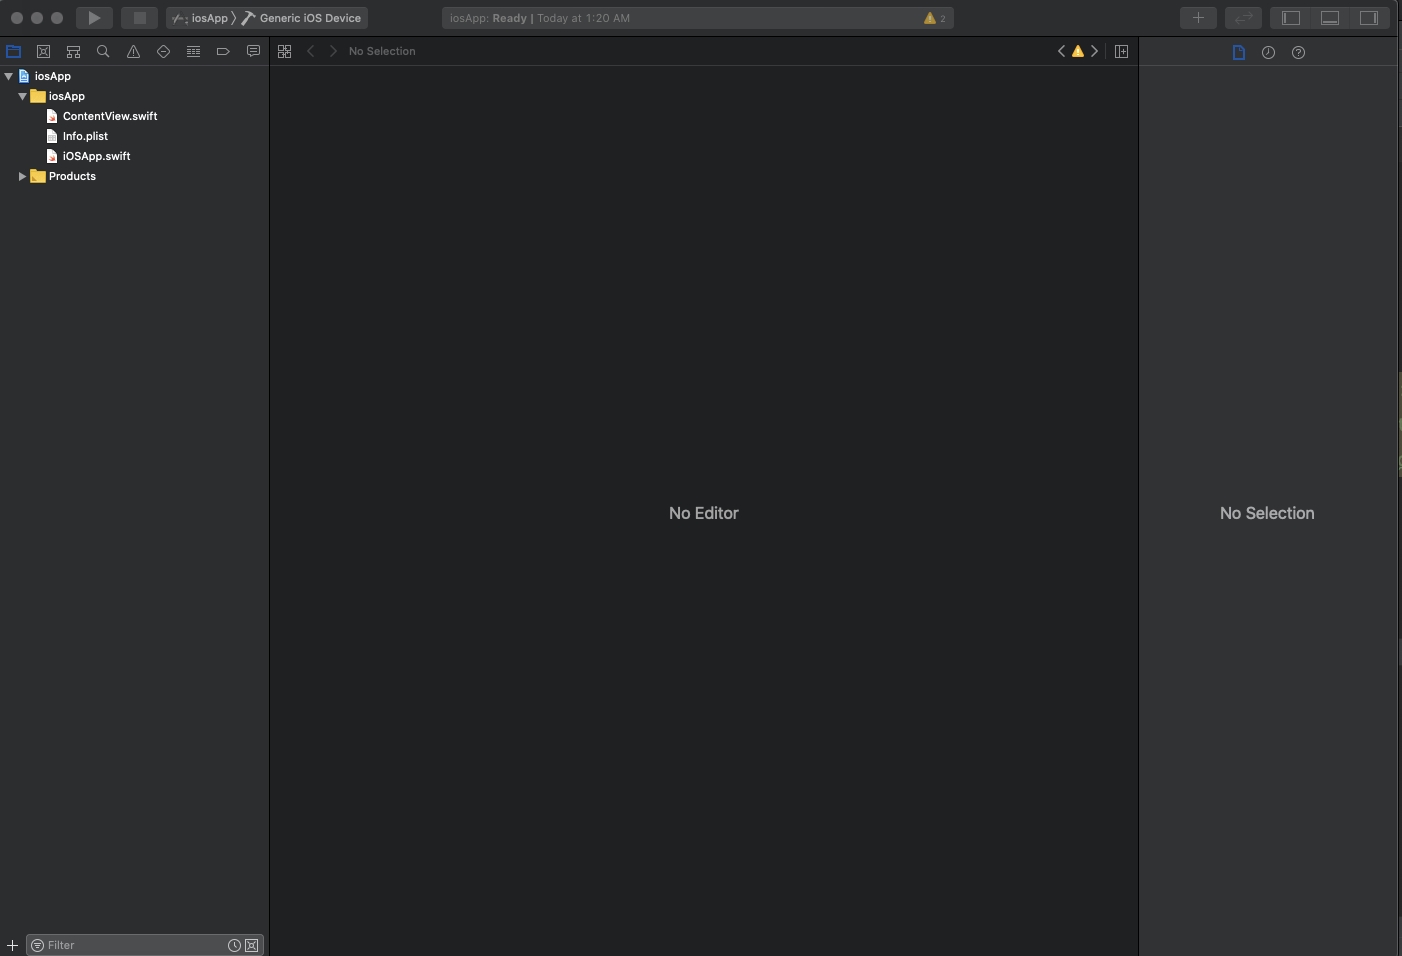 iosApp
Generic iOS Device
iosApp: Ready | Today at 1:20 AM
2
No Selection
iosApp
iosApp
ContentView.swift
Info.plist
iOSApp.swift
Products
No Editor
No Selection
Filter